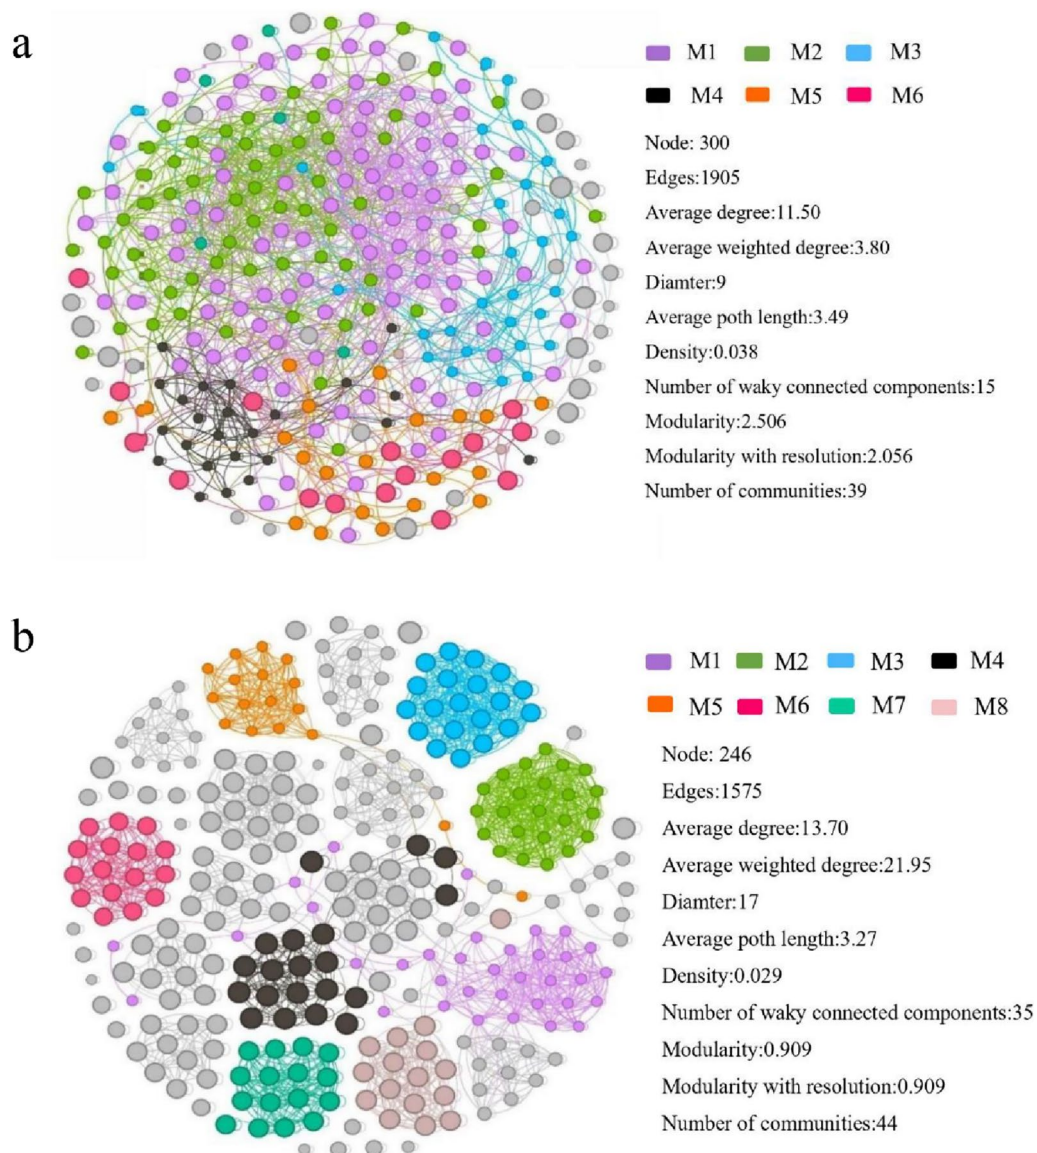 a
M1 M2 M3
M4 M5 M6
Node: 300
Edges:1905
Average degree:11.50
Average weighted degree:3.80
Diamter:9
Average poth length:3.49
Density:0.038
Number of waky connected components:15
Modularity:2.506
Modularity with resolution:2.056
Number of communities:39
b
M1 M2 M3 M4
M5 M6 M7 M8
Node: 246
Edges:1575
Average degree:13.70
Average weighted degree:21.95
Diamter:17
Average poth length:3.27
Density:0.029
Number of waky connected components:35
Modularity:0.909
Modularity with resolution:0.909
Number of communities:44